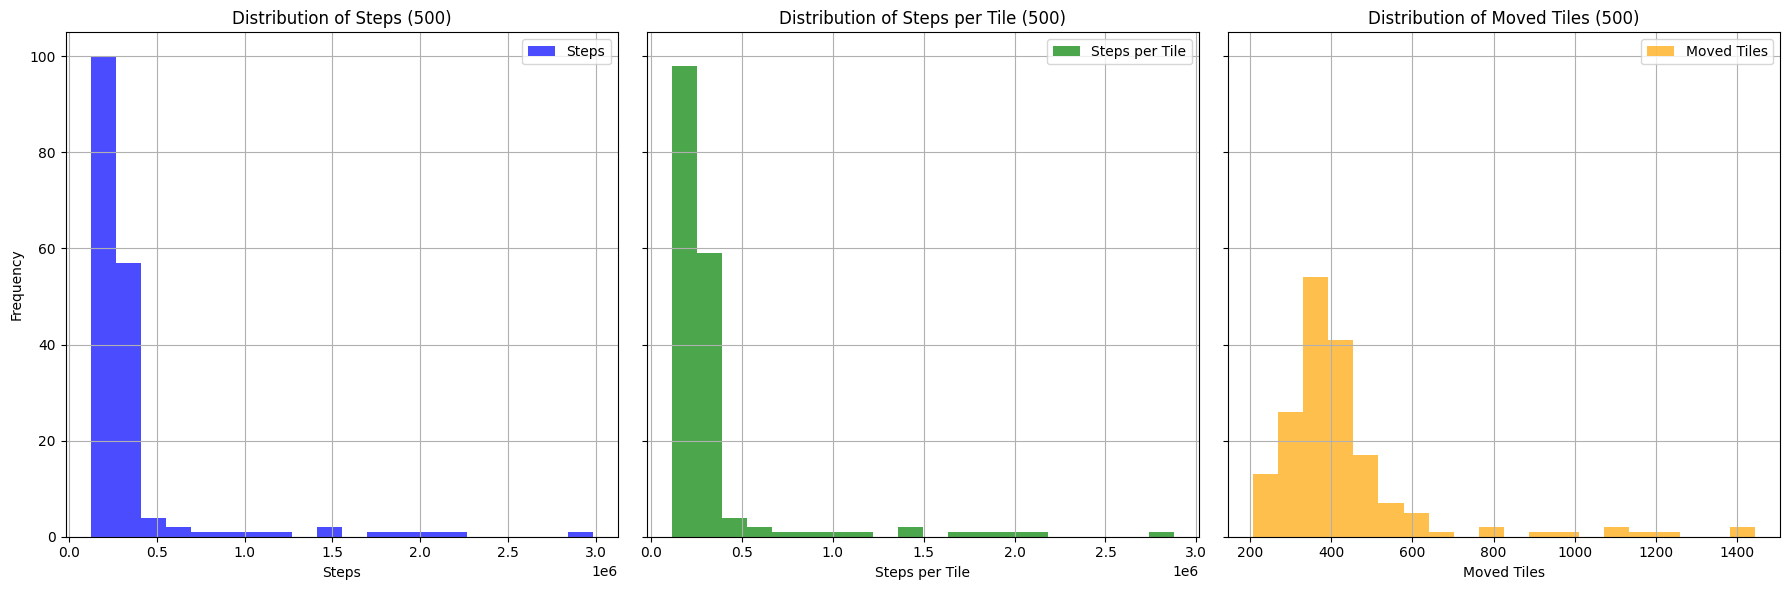 Distribution of Steps (500)
Steps
Frequency
100
80
60
40
20
0
0.0 0.5 1.0 1.5 2.0 2.5 3.0
1e6
Steps
Distribution of Steps per Tile (500)
Steps per Tile
0.0 0.5 1.0 1.5 2.0 2.5 3.0
1e6
Steps per Tile
Distribution of Moved Tiles (500)
Moved Tiles
200 400 600 800 1000 1200 1400
Moved Tiles